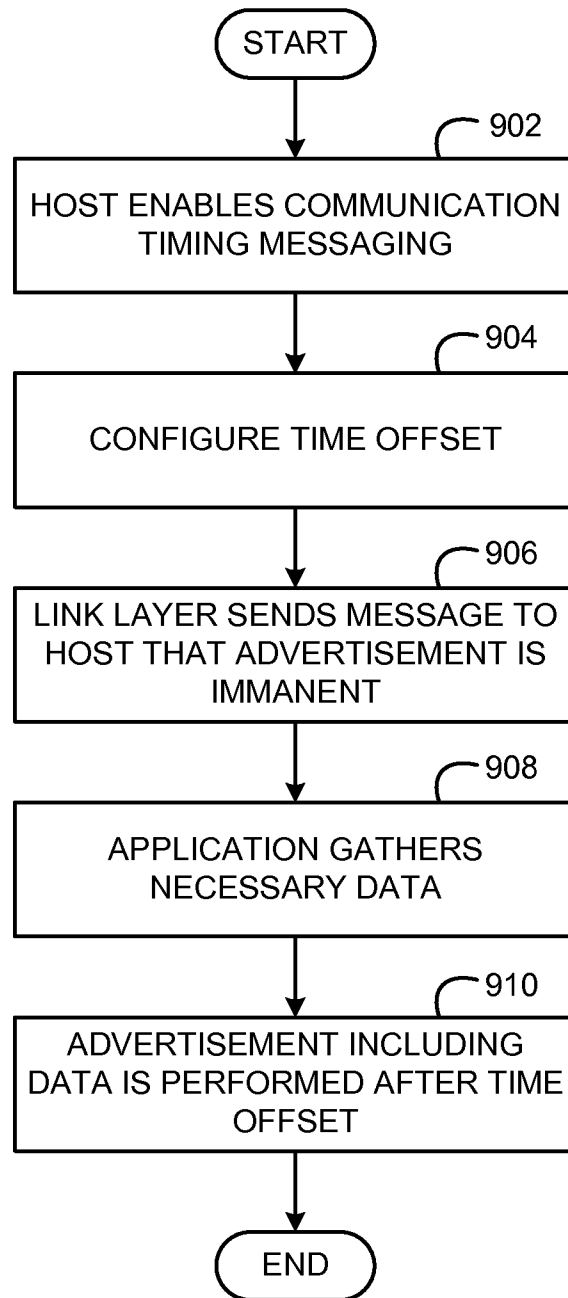 START
902
HOST ENABLES COMMUNICATION
TIMING MESSAGING
904
CONFIGURE TIME OFFSET
906
LINK LAYER SENDS MESSAGE TO
HOST THAT ADVERTISEMENT IS
IMMANENT
908
APPLICATION GATHERS
NECESSARY DATA
910
ADVERTISEMENT INCLUDING
DATA IS PERFORMED AFTER TIME
OFFSET
END